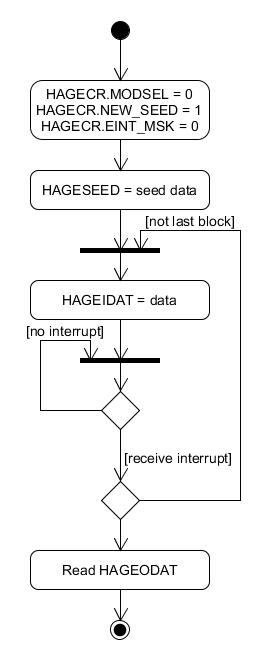 HAGECR.MODSEL = 0
HAGECR.NEW_SEED = 1
HAGECR.EINT_MSK = 0
HAGESEED = seed data
[not last block]
HAGEIDAT = data
[no interrupt]
[receive interrupt]
Read HAGEODAT